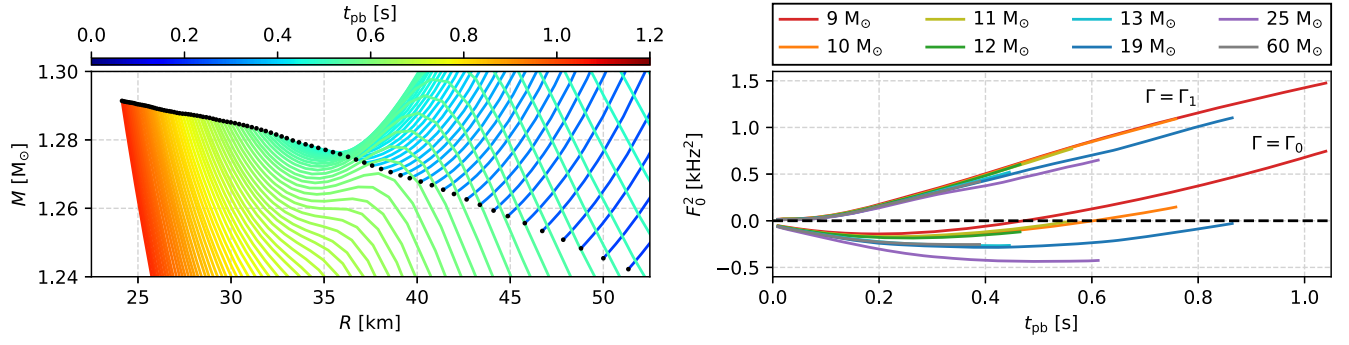 t_pb [s]
0.0 0.2 0.4 0.6 0.8 1.0 1.2
1.30
1.28
1.26
1.24
M [M⊙]
25 30 35 40 45 50
R [km]
9 M⊙ 11 M⊙ 13 M⊙ 25 M⊙
10 M⊙ 12 M⊙ 19 M⊙ 60 M⊙
1.5
1.0
0.5
0.0
−0.5
F₀² [kHz²]
Γ = Γ₁
Γ = Γ₀
0.0 0.2 0.4 0.6 0.8 1.0
t_pb [s]